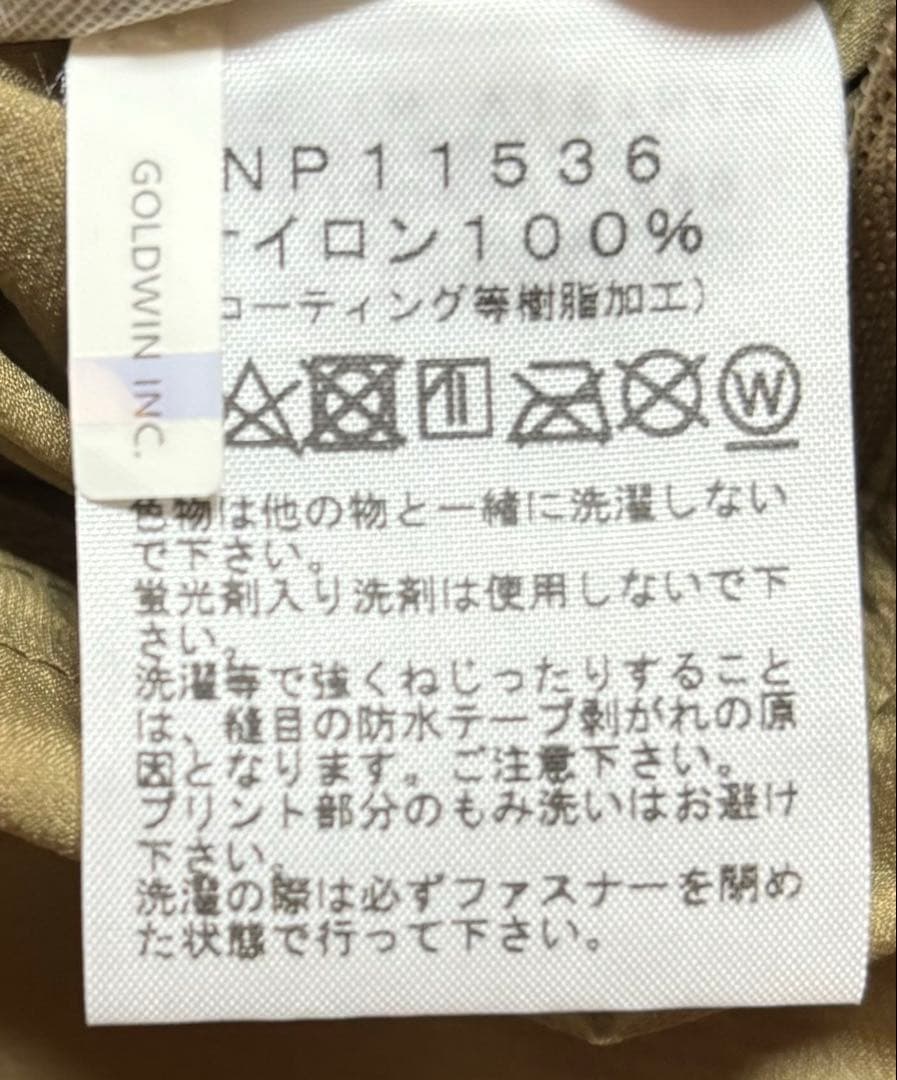 GOLDWIN INC.
NP11536
ナイロン100%
コーティング等樹脂加工)
W
色物は他の物と一緒に洗濯しない
で下さい。
蛍光剤入り洗剤は使用しないで下
さい。
洗濯等で強くねじったりすること
は、縫目の防水テープ剥がれの原
因となります。ご注意下さい。
プリント部分のもみ洗いはお避け
下さい。
洗濯の際は必ずファスナーを閉め
た状態で行って下さい。